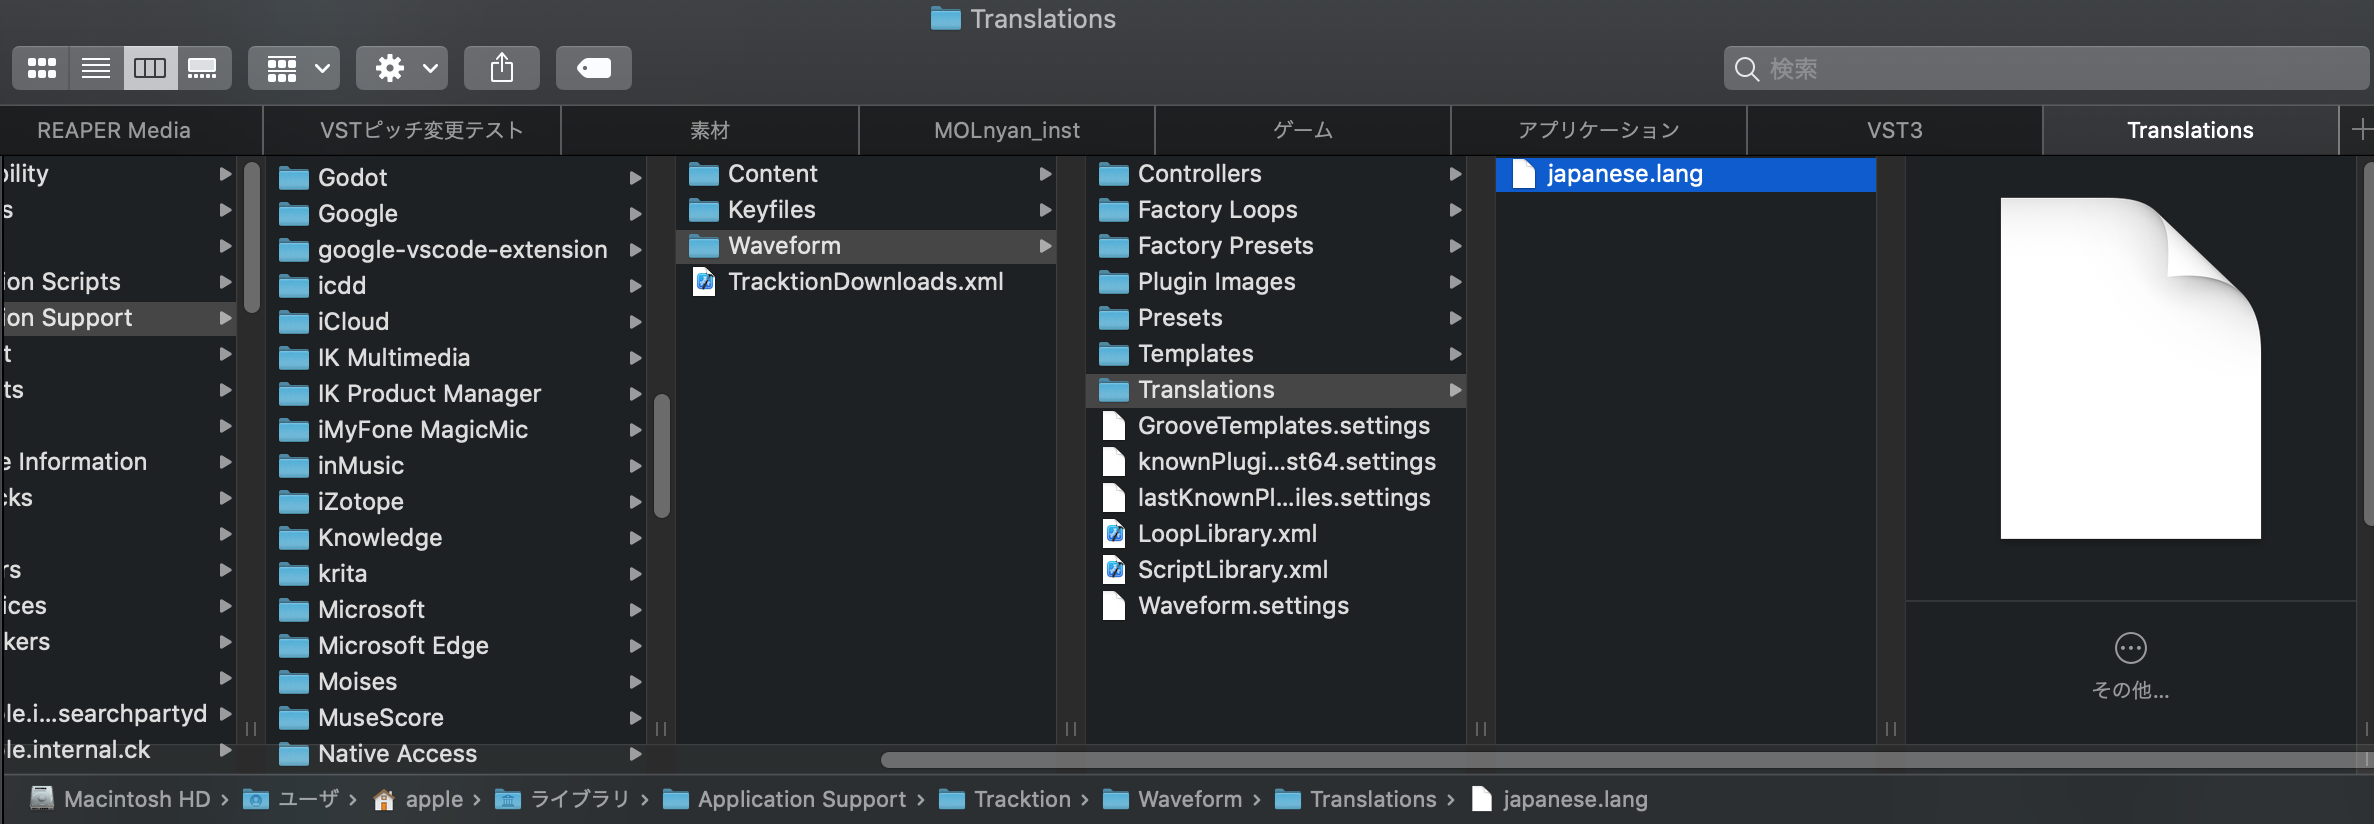 Translations
検索
REAPER Media
VSTピッチ変更テスト
素材
MOLnyan_inst
ゲーム
アプリケーション
VST3
Translations
bility
s
ion Scripts
ion Support
t
ts
e Information
cks
rs
ices
kers
le.i...searchpartyd
le.internal.ck
Godot
Google
google-vscode-extension
icdd
iCloud
IK Multimedia
IK Product Manager
iMyFone MagicMic
inMusic
iZotope
Knowledge
krita
Microsoft
Microsoft Edge
Moises
MuseScore
Native Access
Content
Keyfiles
Waveform
TracktionDownloads.xml
Controllers
Factory Loops
Factory Presets
Plugin Images
Presets
Templates
Translations
GrooveTemplates.settings
knownPlugi...st64.settings
lastKnownPl...iles.settings
LoopLibrary.xml
ScriptLibrary.xml
Waveform.settings
japanese.lang
その他...
Macintosh HD › ユーザ › apple › ライブラリ › Application Support › Tracktion › Waveform › Translations › japanese.lang